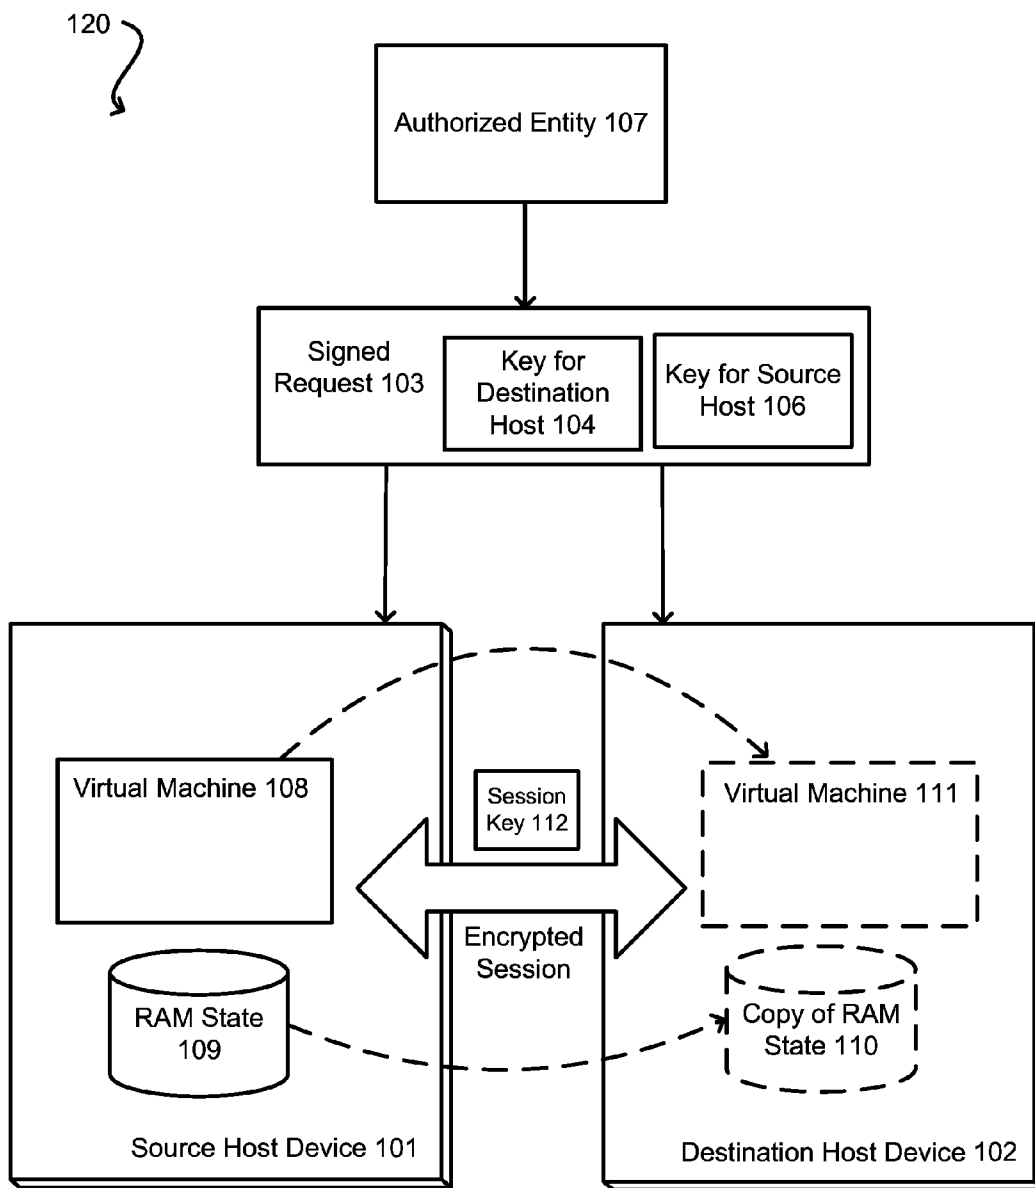 120
Authorized Entity 107
Signed
Request 103
Key for
Destination
Host 104
Key for Source
Host 106
Virtual Machine 108
Session
Key 112
Virtual Machine 111
Encrypted
Session
RAM State
109
Copy of RAM
State 110
Source Host Device 101
Destination Host Device 102